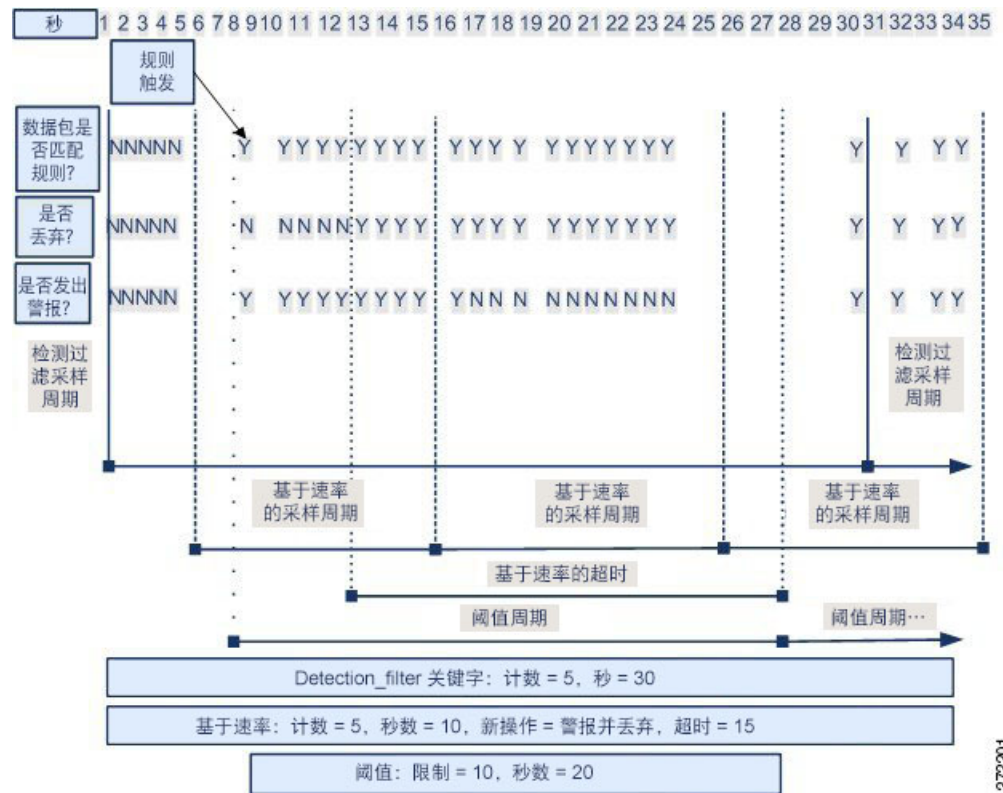 秒 1 2 3 4 5 6 7 8 9 10 11 12 13 14 15 16 17 18 19 20 21 22 23 24 25 26 27 28 29 30 31 32 33 34 35
规则
触发
数据包是
否匹配
规则?
NNNNN Y YYYYYYYY YYY Y YYYYYYY Y Y YY
是否
丢弃?
NNNNN N NNNNYYYY YYY Y YYYYYYY Y Y YY
是否发出
警报?
NNNNN Y YYYYYYYY YNN N NNNNNNN Y Y YY
检测过
滤采样
周期
检测过
滤采样
周期
基于速率
的采样周期
基于速率
的采样周期
基于速率
的采样周期
基于速率的超时
阈值周期
阈值周期…
Detection_filter 关键字：计数 = 5，秒 = 30
基于速率：计数 = 5，秒数 = 10，新操作 = 警报并丢弃，超时 = 15
阈值：限制 = 10，秒数 = 20